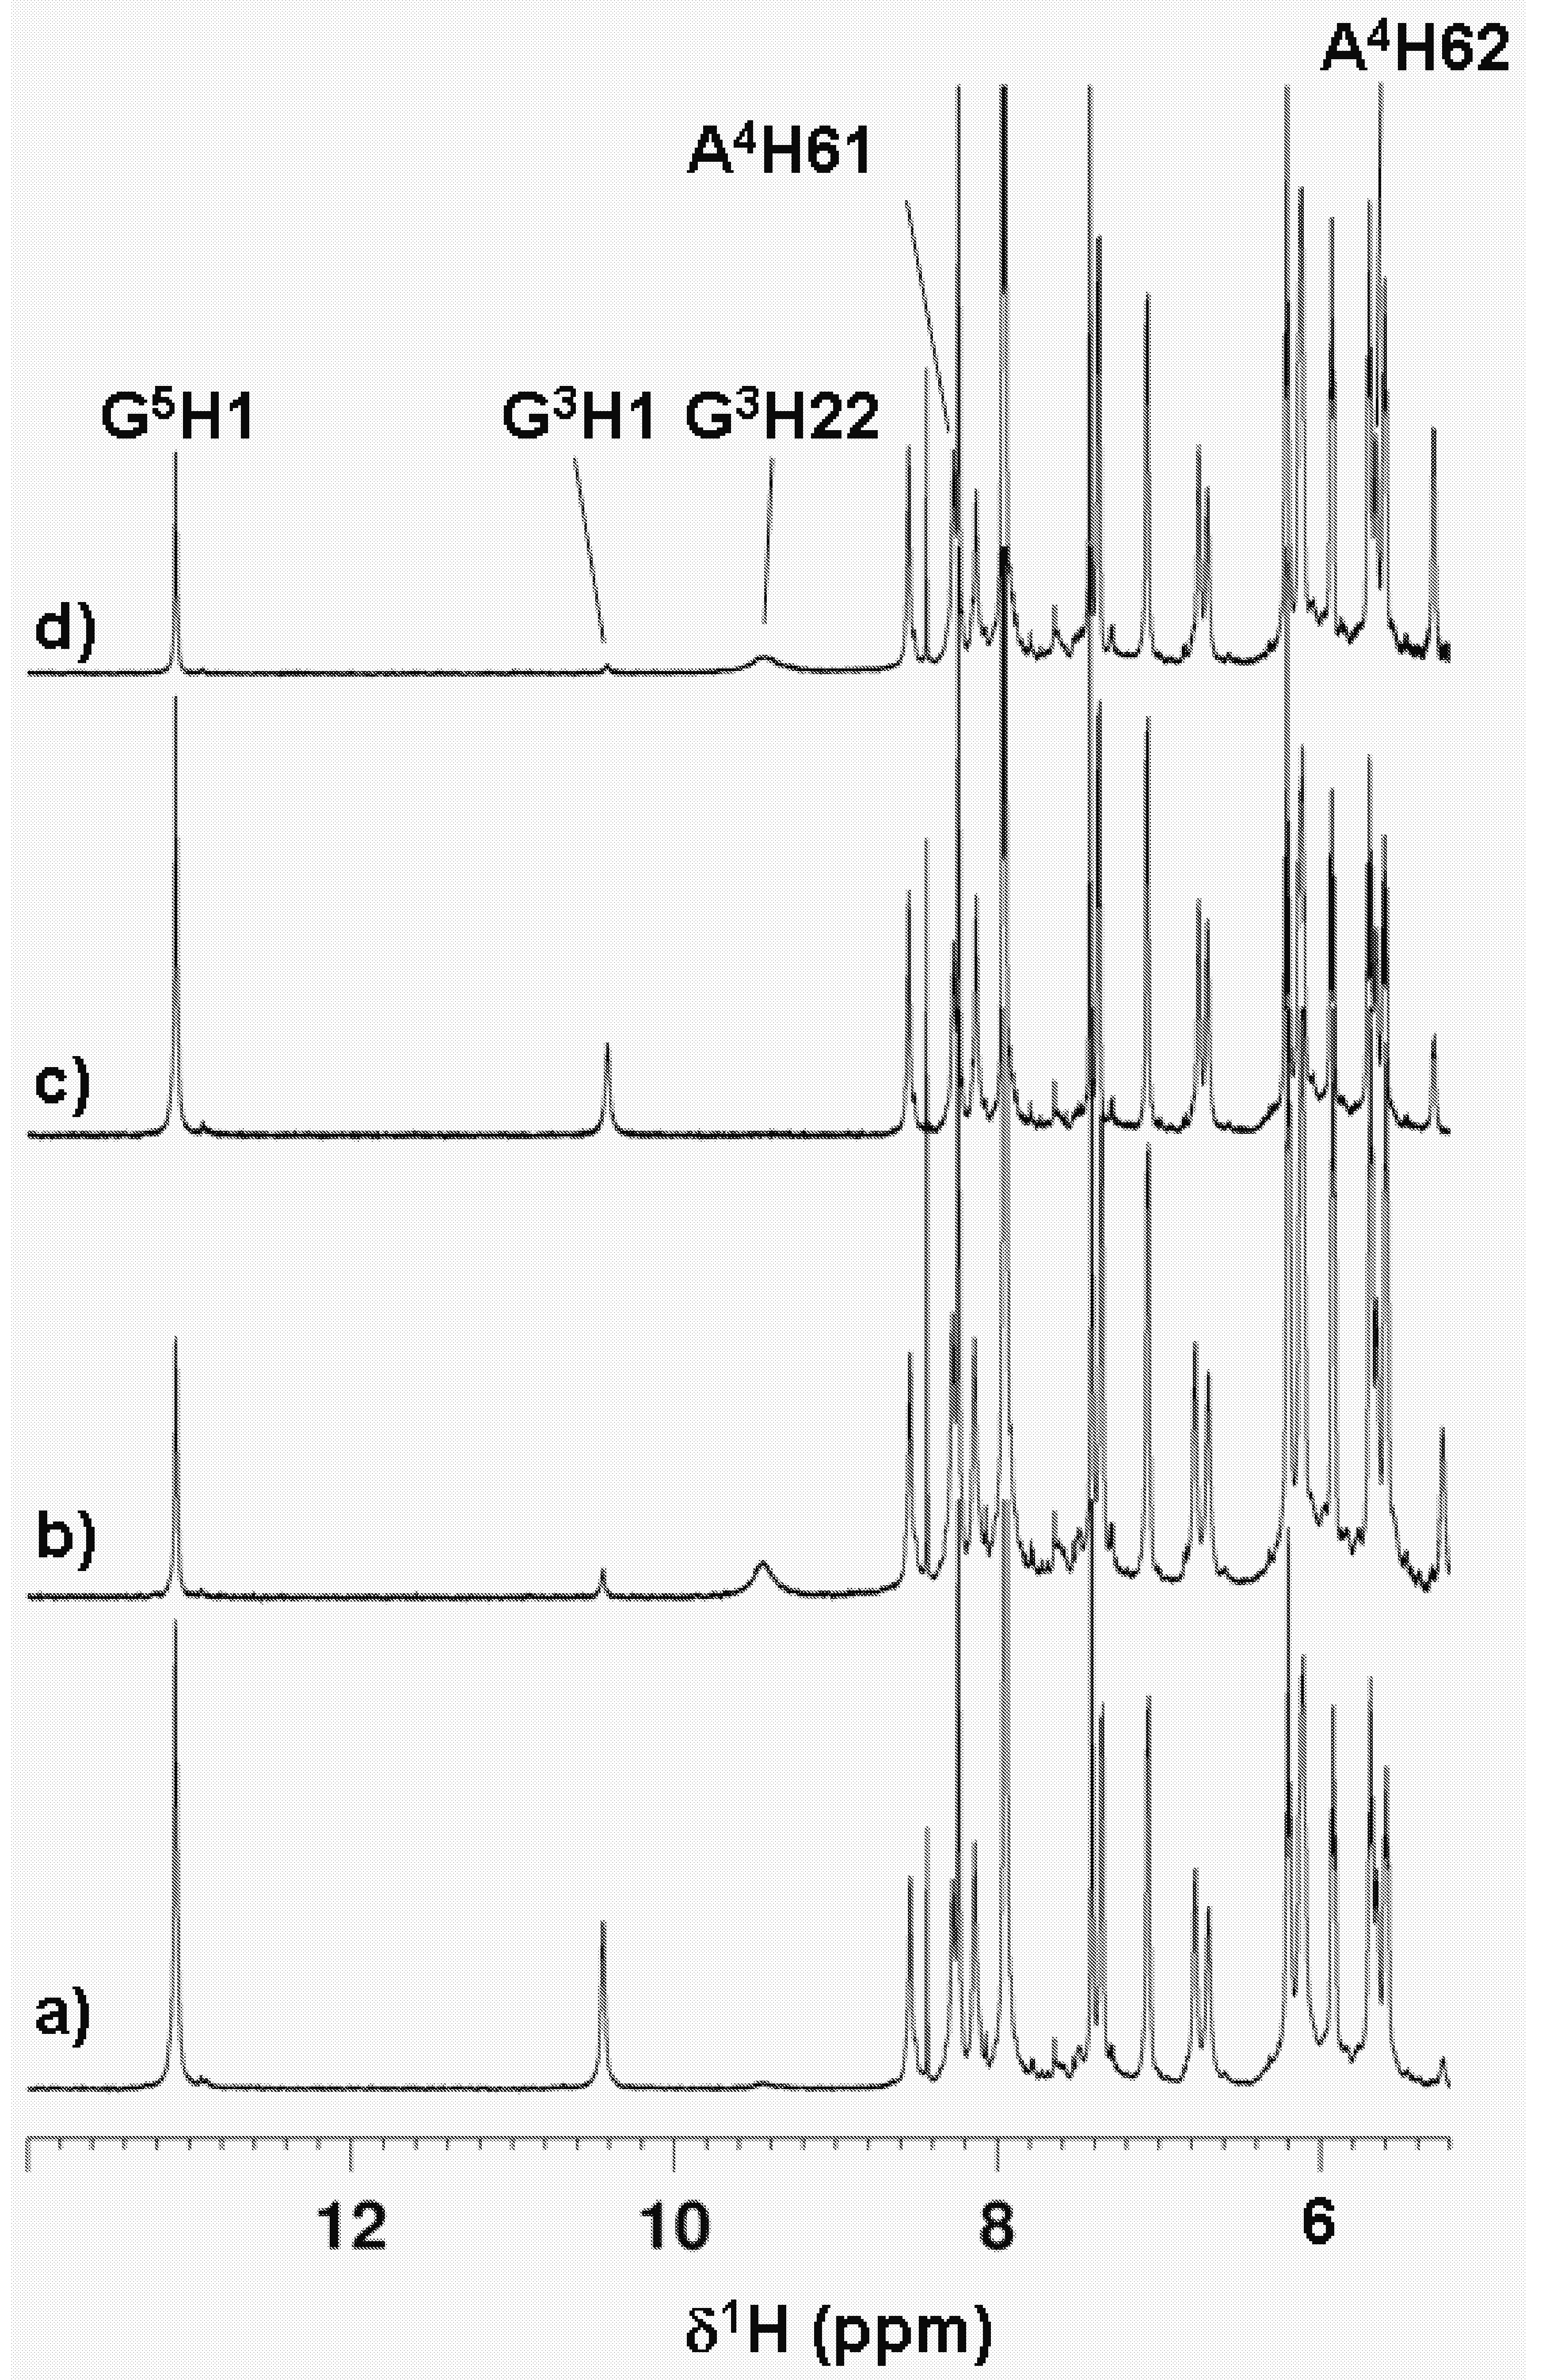 A⁴H62
A⁴H61
G⁵H1 G³H1 G³H22
d)
c)
b)
a)
12 10 8 6
δ¹H (ppm)